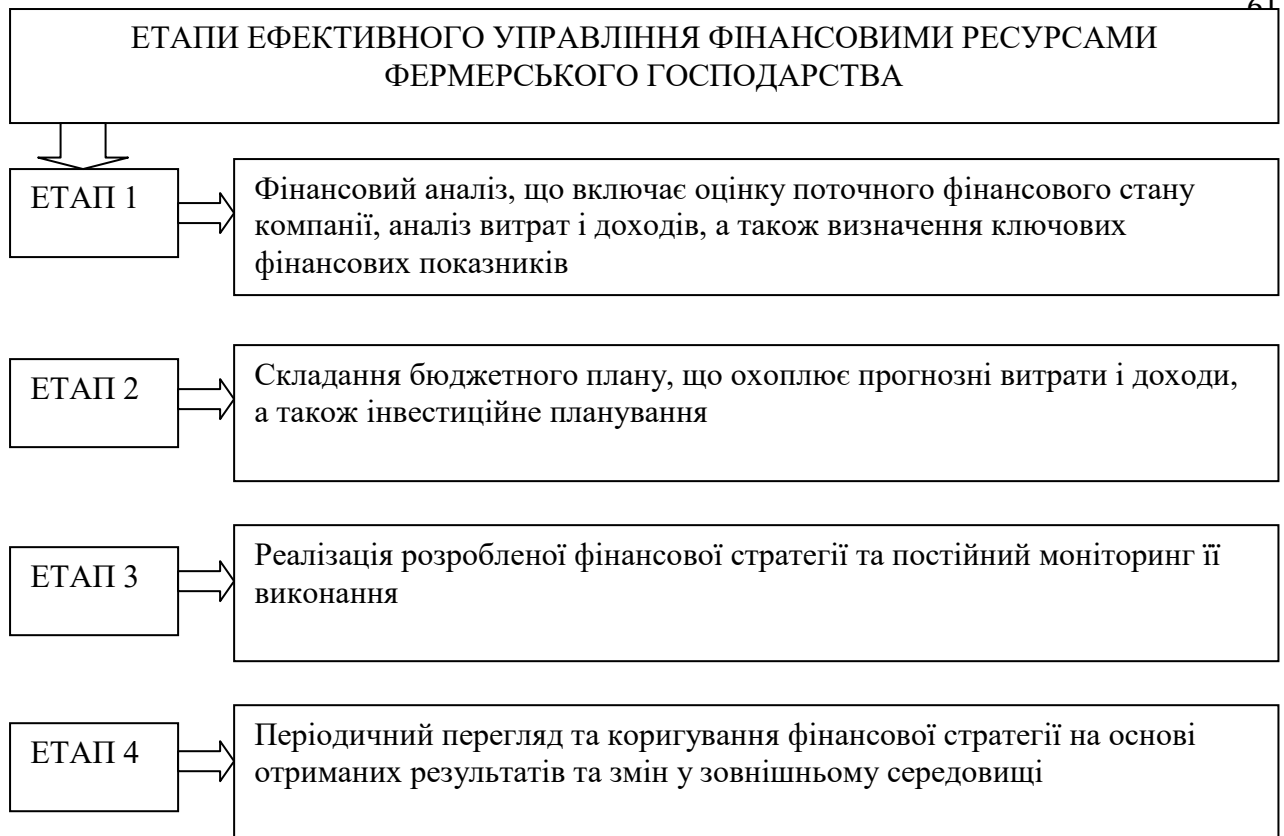 61
ЕТАПИ ЕФЕКТИВНОГО УПРАВЛІННЯ ФІНАНСОВИМИ РЕСУРСАМИ
ФЕРМЕРСЬКОГО ГОСПОДАРСТВА
ЕТАП 1
Фінансовий аналіз, що включає оцінку поточного фінансового стану
компанії, аналіз витрат і доходів, а також визначення ключових
фінансових показників
ЕТАП 2
Складання бюджетного плану, що охоплює прогнозні витрати і доходи,
а також інвестиційне планування
ЕТАП 3
Реалізація розробленої фінансової стратегії та постійний моніторинг її
виконання
ЕТАП 4
Періодичний перегляд та коригування фінансової стратегії на основі
отриманих результатів та змін у зовнішньому середовищі